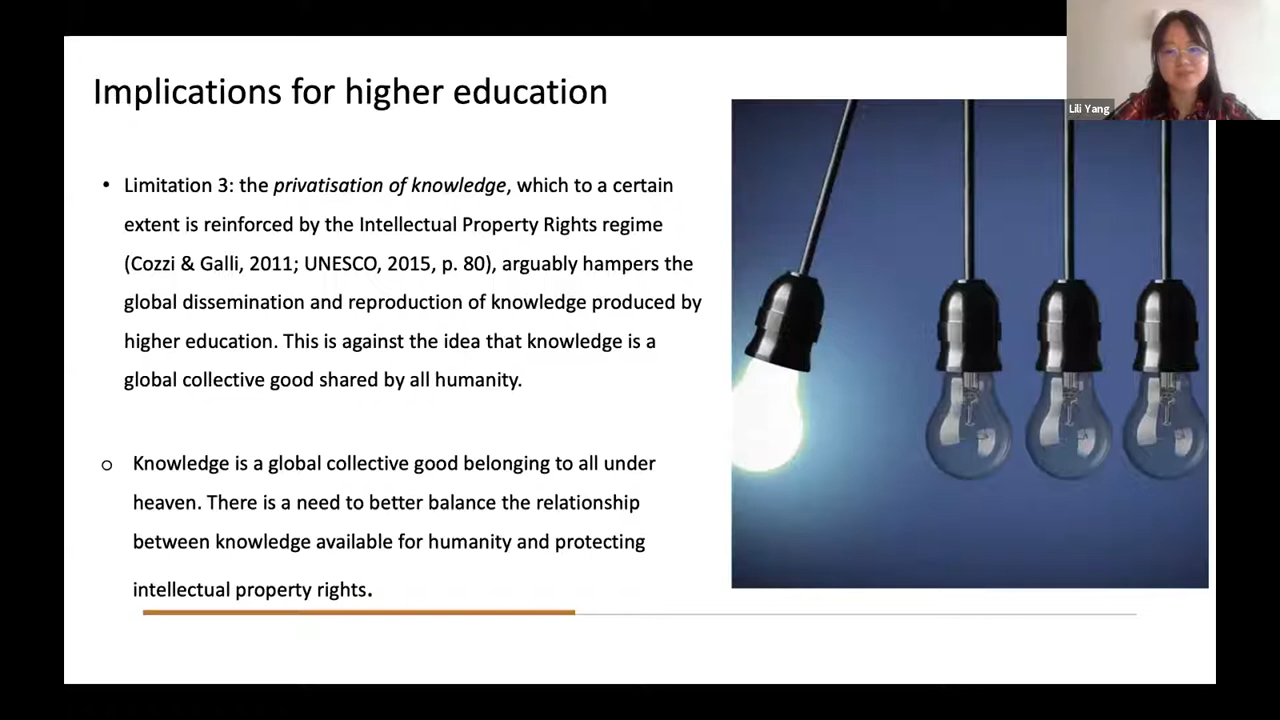 Implications for higher education
Lili Yang
• Limitation 3: the privatisation of knowledge, which to a certain
extent is reinforced by the Intellectual Property Rights regime
(Cozzi & Galli, 2011; UNESCO, 2015, p. 80), arguably hampers the
global dissemination and reproduction of knowledge produced by
higher education. This is against the idea that knowledge is a
global collective good shared by all humanity.
o Knowledge is a global collective good belonging to all under
heaven. There is a need to better balance the relationship
between knowledge available for humanity and protecting
intellectual property rights.